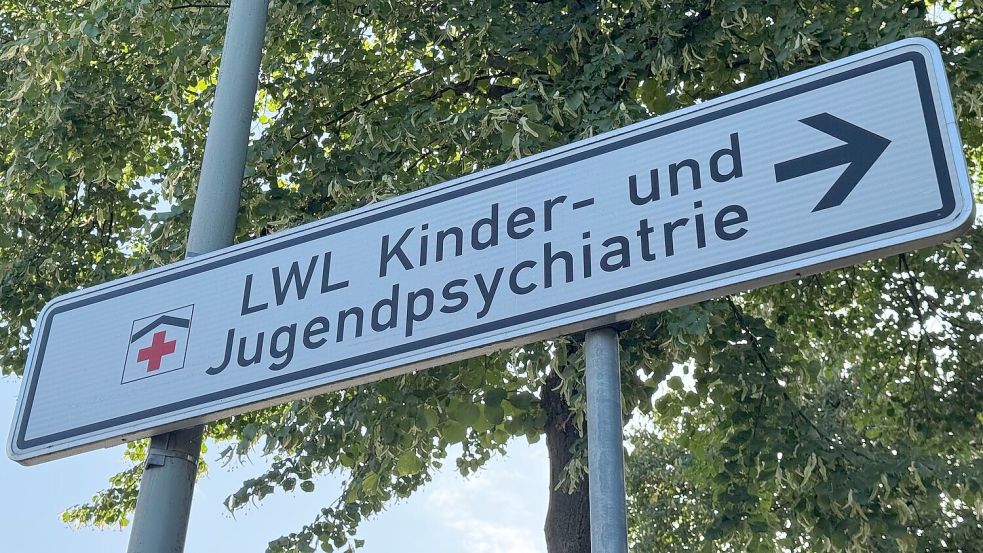 LWL Kinder- und
Jugendpsychiatrie